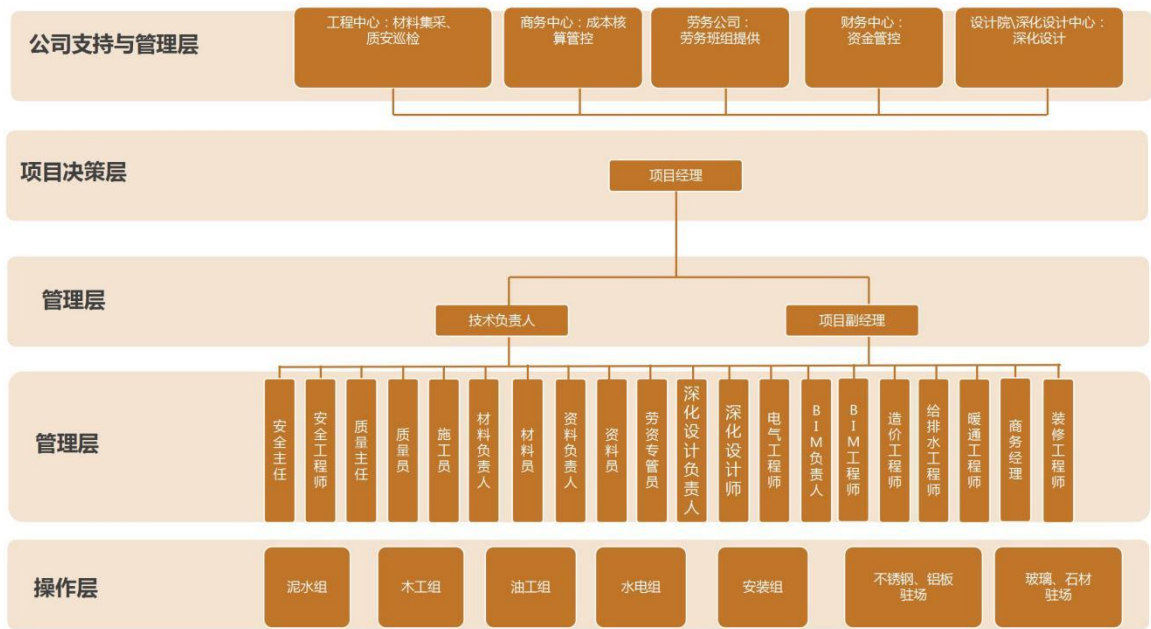 公司支持与管理层
工程中心：材料集采、
质安巡检
商务中心：成本核
算管控
劳务公司：
劳务班组提供
财务中心：
资金管控
设计院\深化设计中心：
深化设计
项目决策层
项目经理
管理层
技术负责人
项目副经理
管理层
安全主任
安全工程师
质量主任
质量员
施工员
材料负责人
材料员
资料负责人
资料员
劳资专管员
深化设计负责人
深化设计师
电气工程师
BIM负责人
BIM工程师
造价工程师
给排水工程师
暖通工程师
商务经理
装修工程师
操作层
泥水组
木工组
油工组
水电组
安装组
不锈钢、铝板
驻场
玻璃、石材
驻场